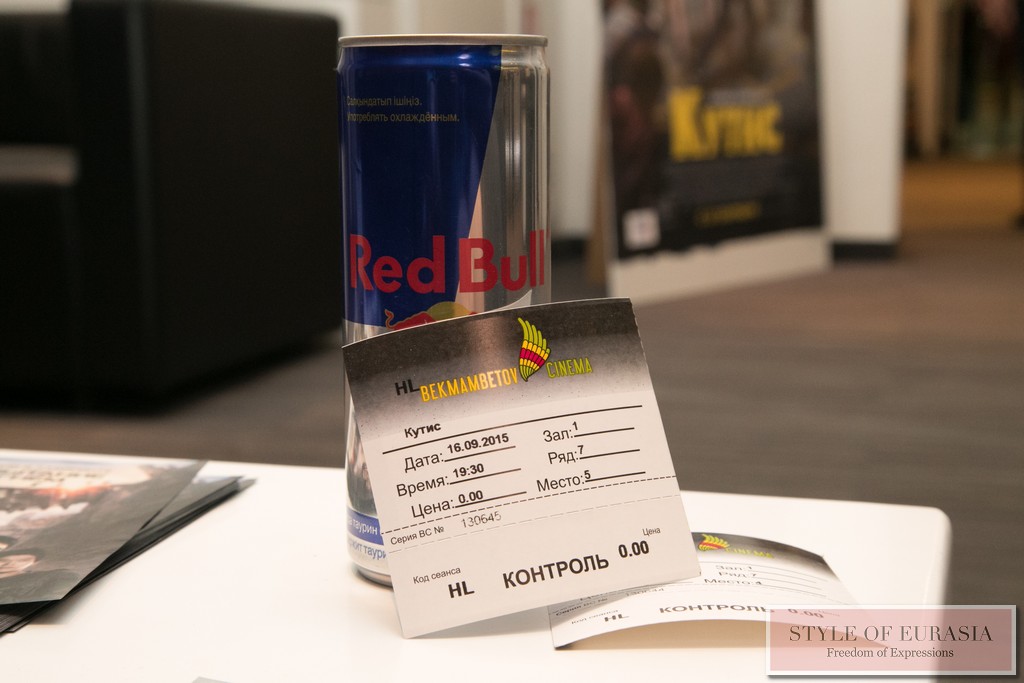 Салқындатып ішіңіз.
Употреблять охлаждённым.
Red Bull
Кутис
HL BEKMAMBETOV CINEMA
Кутис
Дата: 16.09.2015 Зал: 1
Время: 19:30 Ряд: 7
Цена: 0.00 Место: 5
Серия ВС № 130645
Код сеанса Цена
HL КОНТРОЛЬ 0.00
таурин
таури
CINEMA
Зал: 1
Ряд: 7
Место: 4
HL КОНТРОЛЬ 0.00
STYLE OF EURASIA
Freedom of Expressions